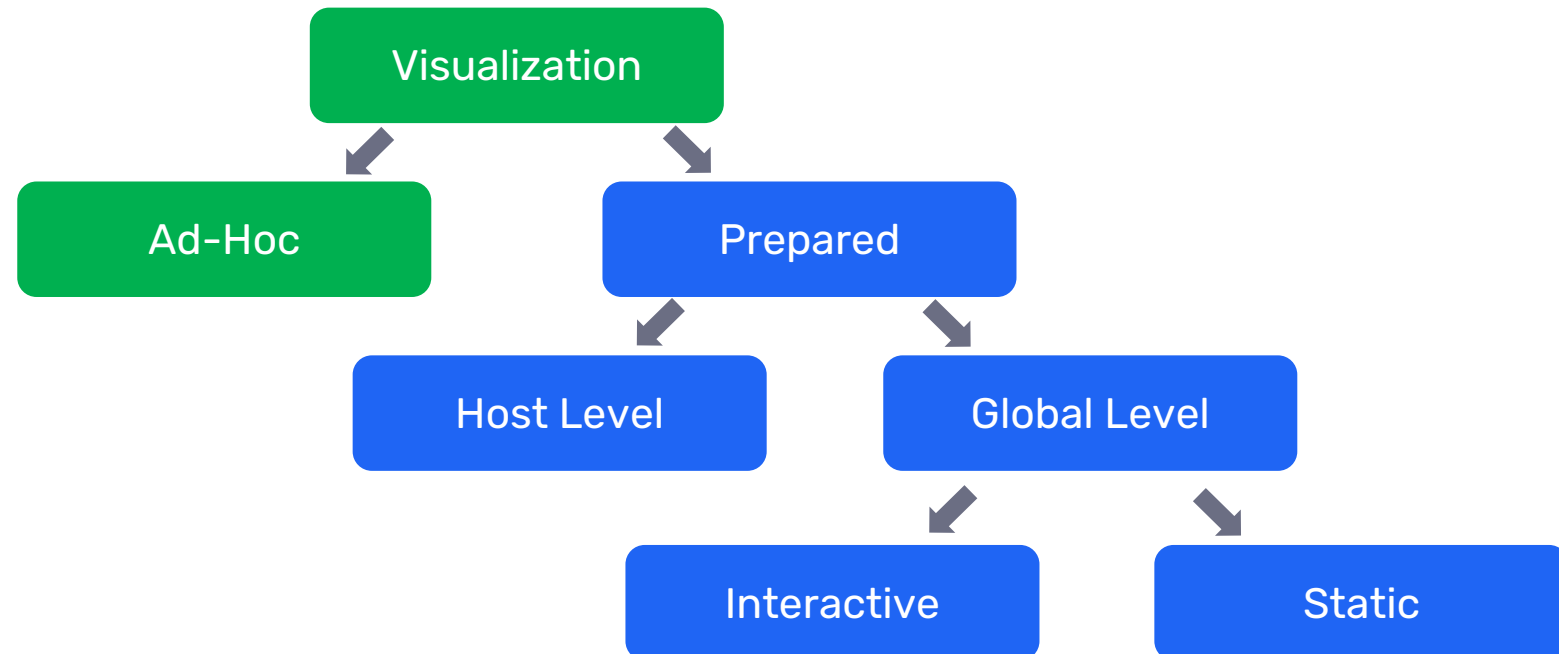 Visualization
Ad-Hoc
Prepared
Host Level
Global Level
Interactive
Static